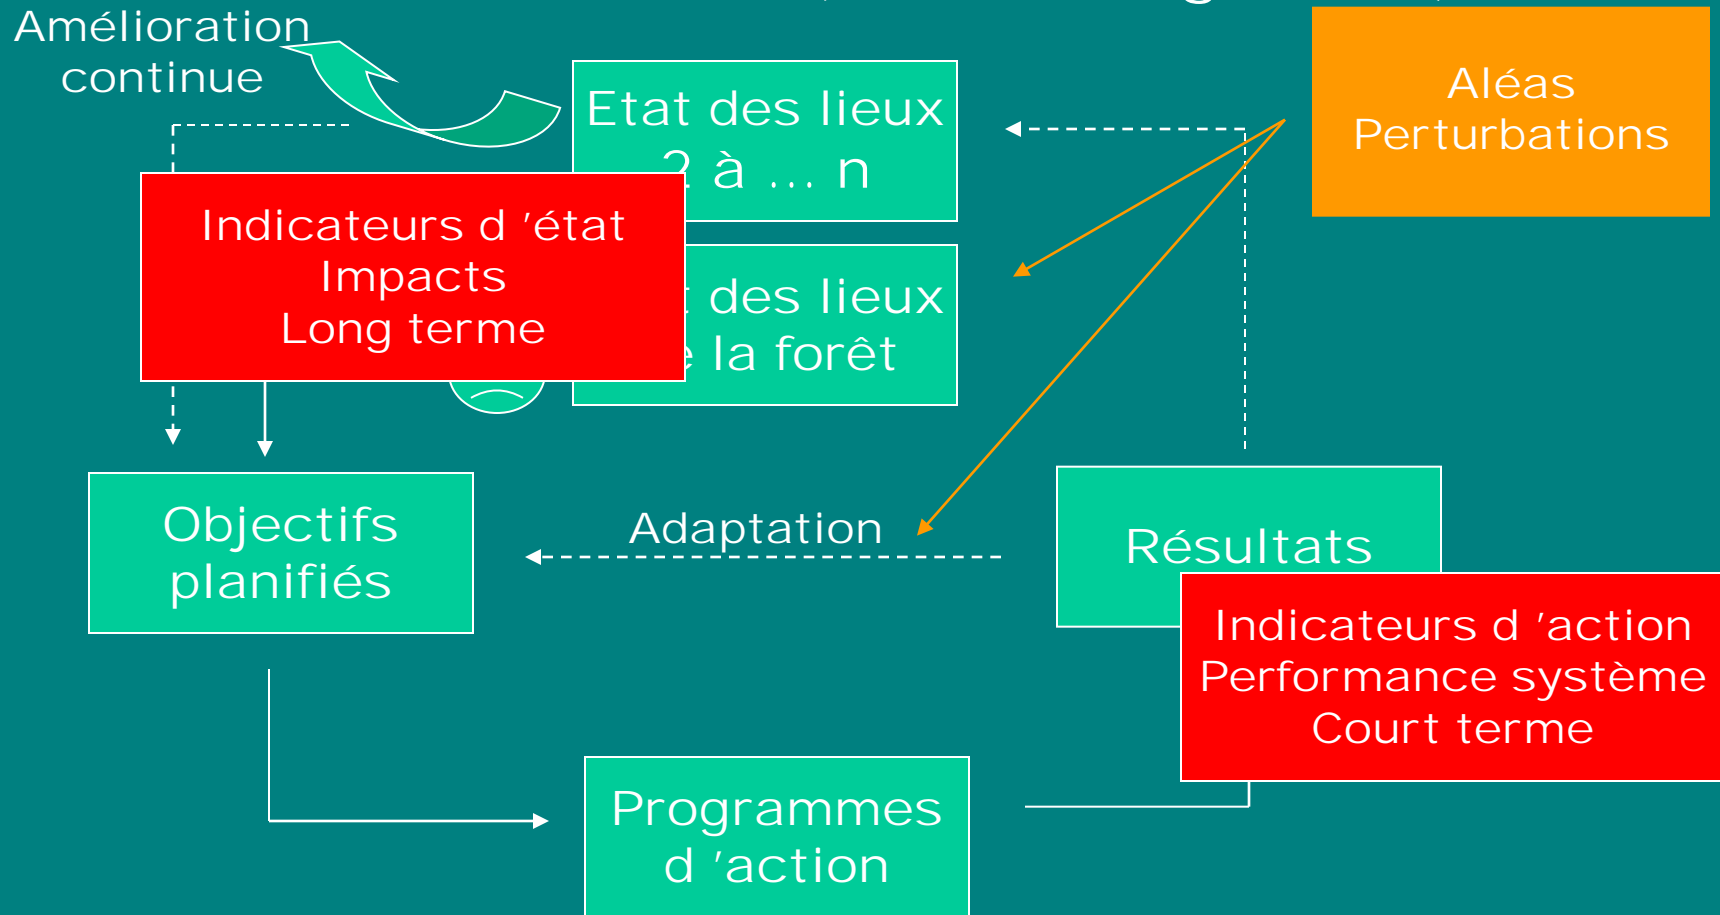 Amélioration
continue
Etat des lieux
2 à ... n
Aléas
Perturbations
Indicateurs d ’état
Impacts
Long terme
des lieux
la forêt
Objectifs
planifiés
Adaptation
Résultats
Indicateurs d ’action
Performance système
Court terme
Programmes
d ’action